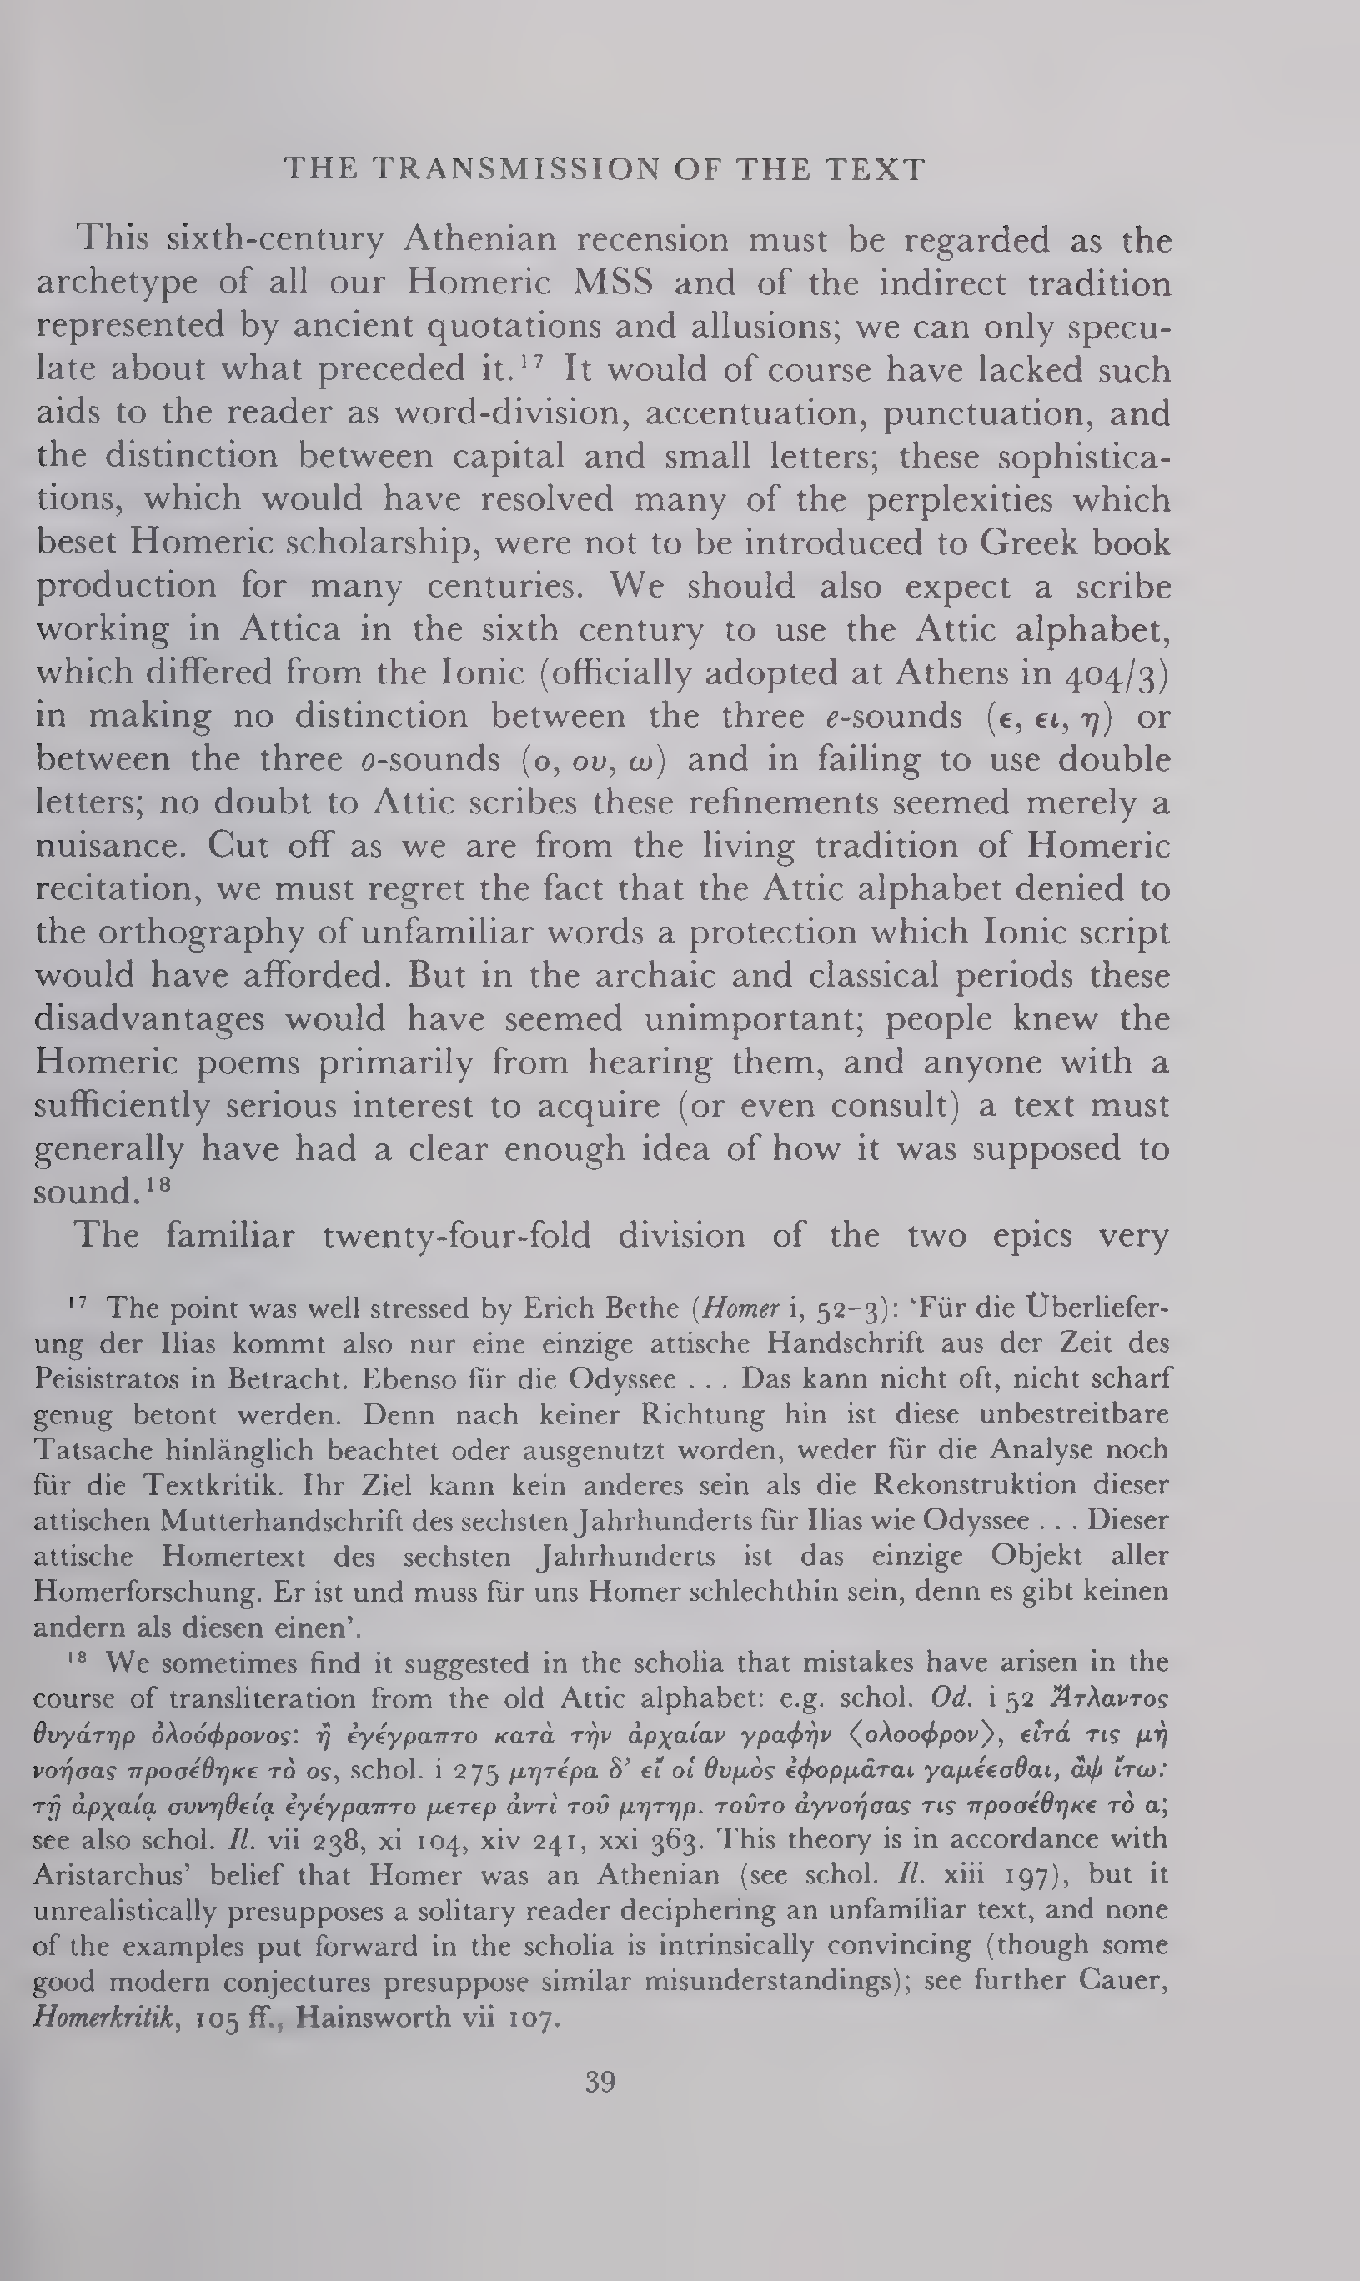 THE TRANSMISSION OF THE TEXT
This sixth-century Athenian recension must be regarded as the
archetype of all our Homeric MSS and of the indirect tradition
represented by ancient quotations and allusions; we can only specu-
late about what preceded it.¹⁷ It would of course have lacked such
aids to the reader as word-division, accentuation, punctuation, and
the distinction between capital and small letters; these sophistica-
tions, which would have resolved many of the perplexities which
beset Homeric scholarship, were not to be introduced to Greek book
production for many centuries. We should also expect a scribe
working in Attica in the sixth century to use the Attic alphabet,
which differed from the Ionic (officially adopted at Athens in 404/3)
in making no distinction between the three e-sounds (ε, ει, η) or
between the three o-sounds (ο, ου, ω) and in failing to use double
letters; no doubt to Attic scribes these refinements seemed merely a
nuisance. Cut off as we are from the living tradition of Homeric
recitation, we must regret the fact that the Attic alphabet denied to
the orthography of unfamiliar words a protection which Ionic script
would have afforded. But in the archaic and classical periods these
disadvantages would have seemed unimportant; people knew the
Homeric poems primarily from hearing them, and anyone with a
sufficiently serious interest to acquire (or even consult) a text must
generally have had a clear enough idea of how it was supposed to
sound.¹⁸
The familiar twenty-four-fold division of the two epics very
¹⁷ The point was well stressed by Erich Bethe (Homer i, 52–3): ‘Für die Überliefer-
ung der Ilias kommt also nur eine einzige attische Handschrift aus der Zeit des
Peisistratos in Betracht. Ebenso für die Odyssee . . . Das kann nicht oft, nicht scharf
genug betont werden. Denn nach keiner Richtung hin ist diese unbestreitbare
Tatsache hinlänglich beachtet oder ausgenutzt worden, weder für die Analyse noch
für die Textkritik. Ihr Ziel kann kein anderes sein als die Rekonstruktion dieser
attischen Mutterhandschrift des sechsten Jahrhunderts für Ilias wie Odyssee . . . Dieser
attische Homertext des sechsten Jahrhunderts ist das einzige Objekt aller
Homerforschung. Er ist und muss für uns Homer schlechthin sein, denn es gibt keinen
andern als diesen einen’.
¹⁸ We sometimes find it suggested in the scholia that mistakes have arisen in the
course of transliteration from the old Attic alphabet: e.g. schol. Od. i 52 Ἄτλαντος
θυγάτηρ ὀλοόφρονος: ἢ ἐγέγραπτο κατὰ τὴν ἀρχαίαν γραφὴν ⟨ολοοφρον⟩, εἶτά τις μὴ
νοήσας προσέθηκε τὸ ος, schol. i 275 μητέρα δ’ εἴ οἱ θυμὸς ἐφορμᾶται γαμέεσθαι, ἂψ ἴτω:
τῇ ἀρχαίᾳ συνηθείᾳ ἐγέγραπτο μετερ ἀντὶ τοῦ μητηρ. τοῦτο ἀγνοήσας τις προσέθηκε τὸ α;
see also schol. Il. vii 238, xi 104, xiv 241, xxi 363. This theory is in accordance with
Aristarchus’ belief that Homer was an Athenian (see schol. Il. xiii 197), but it
unrealistically presupposes a solitary reader deciphering an unfamiliar text, and none
of the examples put forward in the scholia is intrinsically convincing (though some
good modern conjectures presuppose similar misunderstandings); see further Cauer,
Homerkritik, 105 ff., Hainsworth vii 107.
39